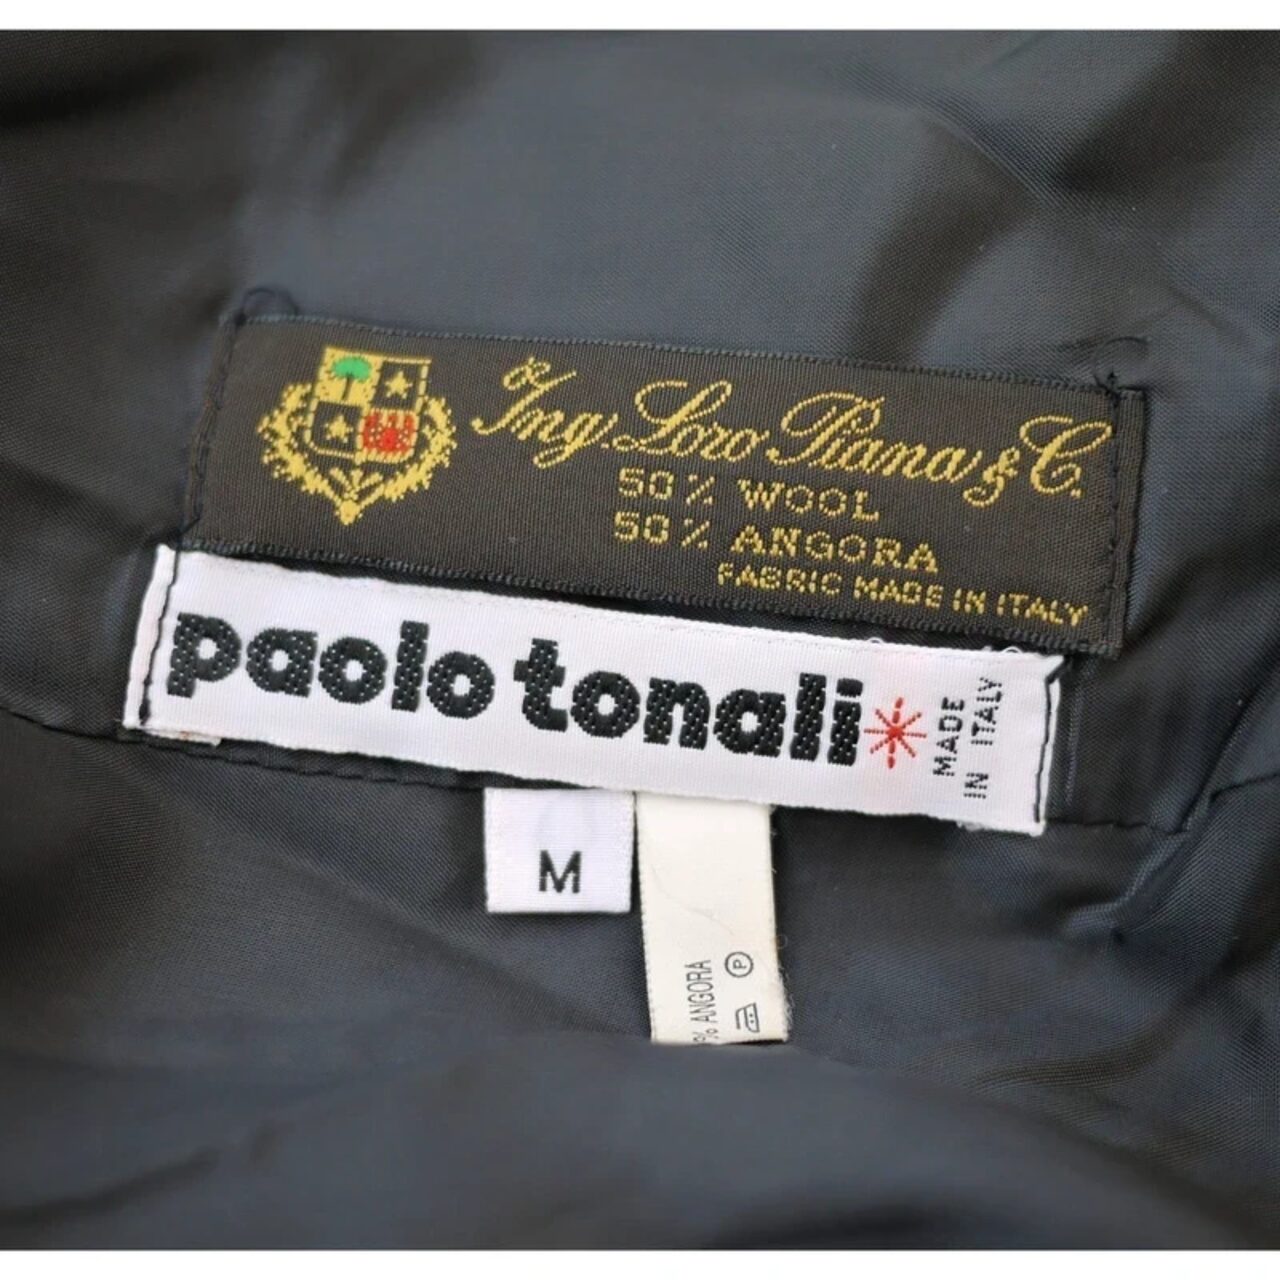 Ing. Loro Piana & C.
50% WOOL
50% ANGORA
FABRIC MADE IN ITALY
paolo tonali
MADE
IN ITALY
M
% ANGORA
P